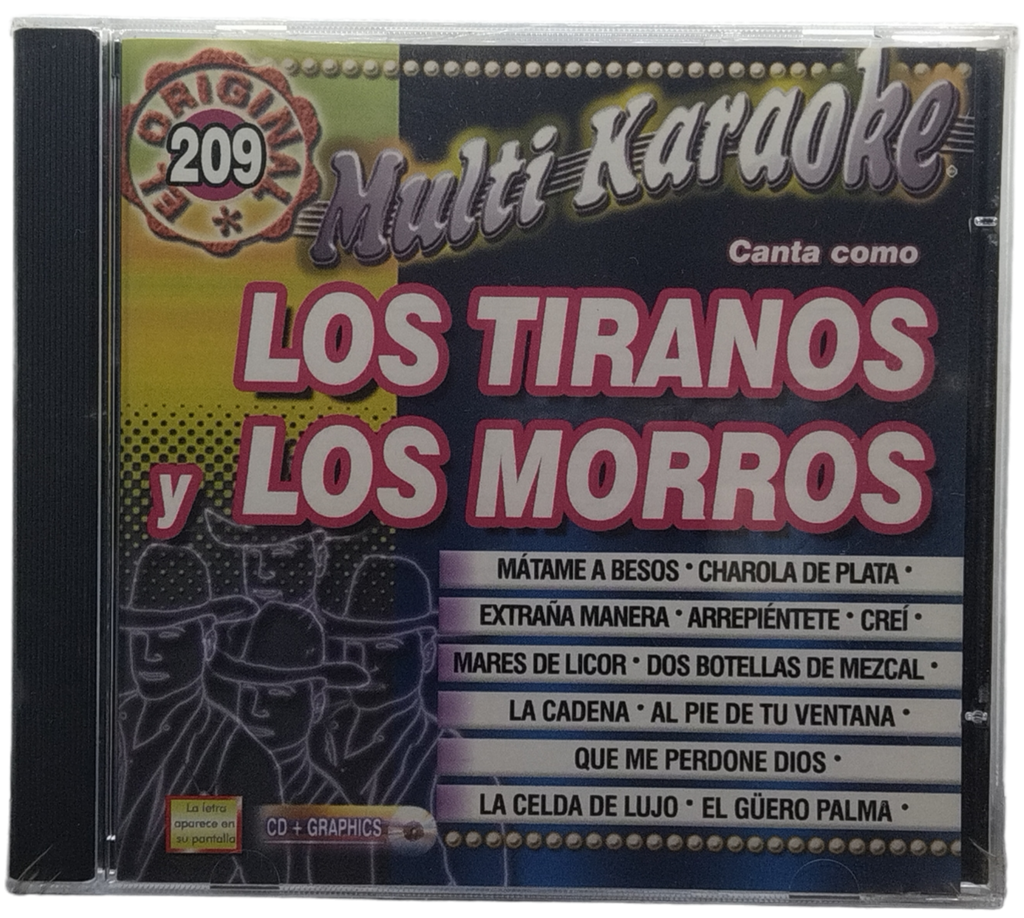 EL ORIGINAL *
209
Multi Karaoke
®
Canta como
LOS TIRANOS
y LOS MORROS
MÁTAME A BESOS • CHAROLA DE PLATA •
EXTRAÑA MANERA • ARREPIÉNTETE • CREÍ •
MARES DE LICOR • DOS BOTELLAS DE MEZCAL •
LA CADENA • AL PIE DE TU VENTANA •
QUE ME PERDONE DIOS •
LA CELDA DE LUJO • EL GÜERO PALMA •
La letra
aparece en
su pantalla
CD + GRAPHICS